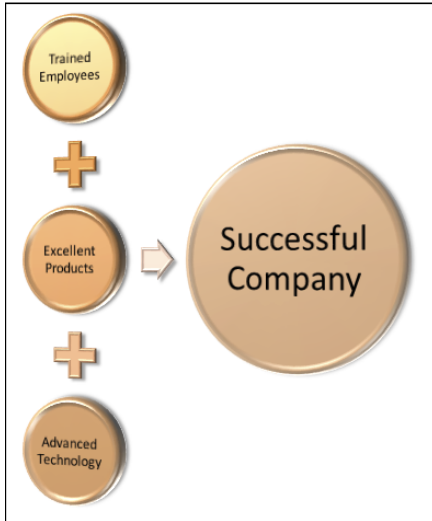 Trained
Employees
Excellent
Products
Successful
Company
Advanced
Technology